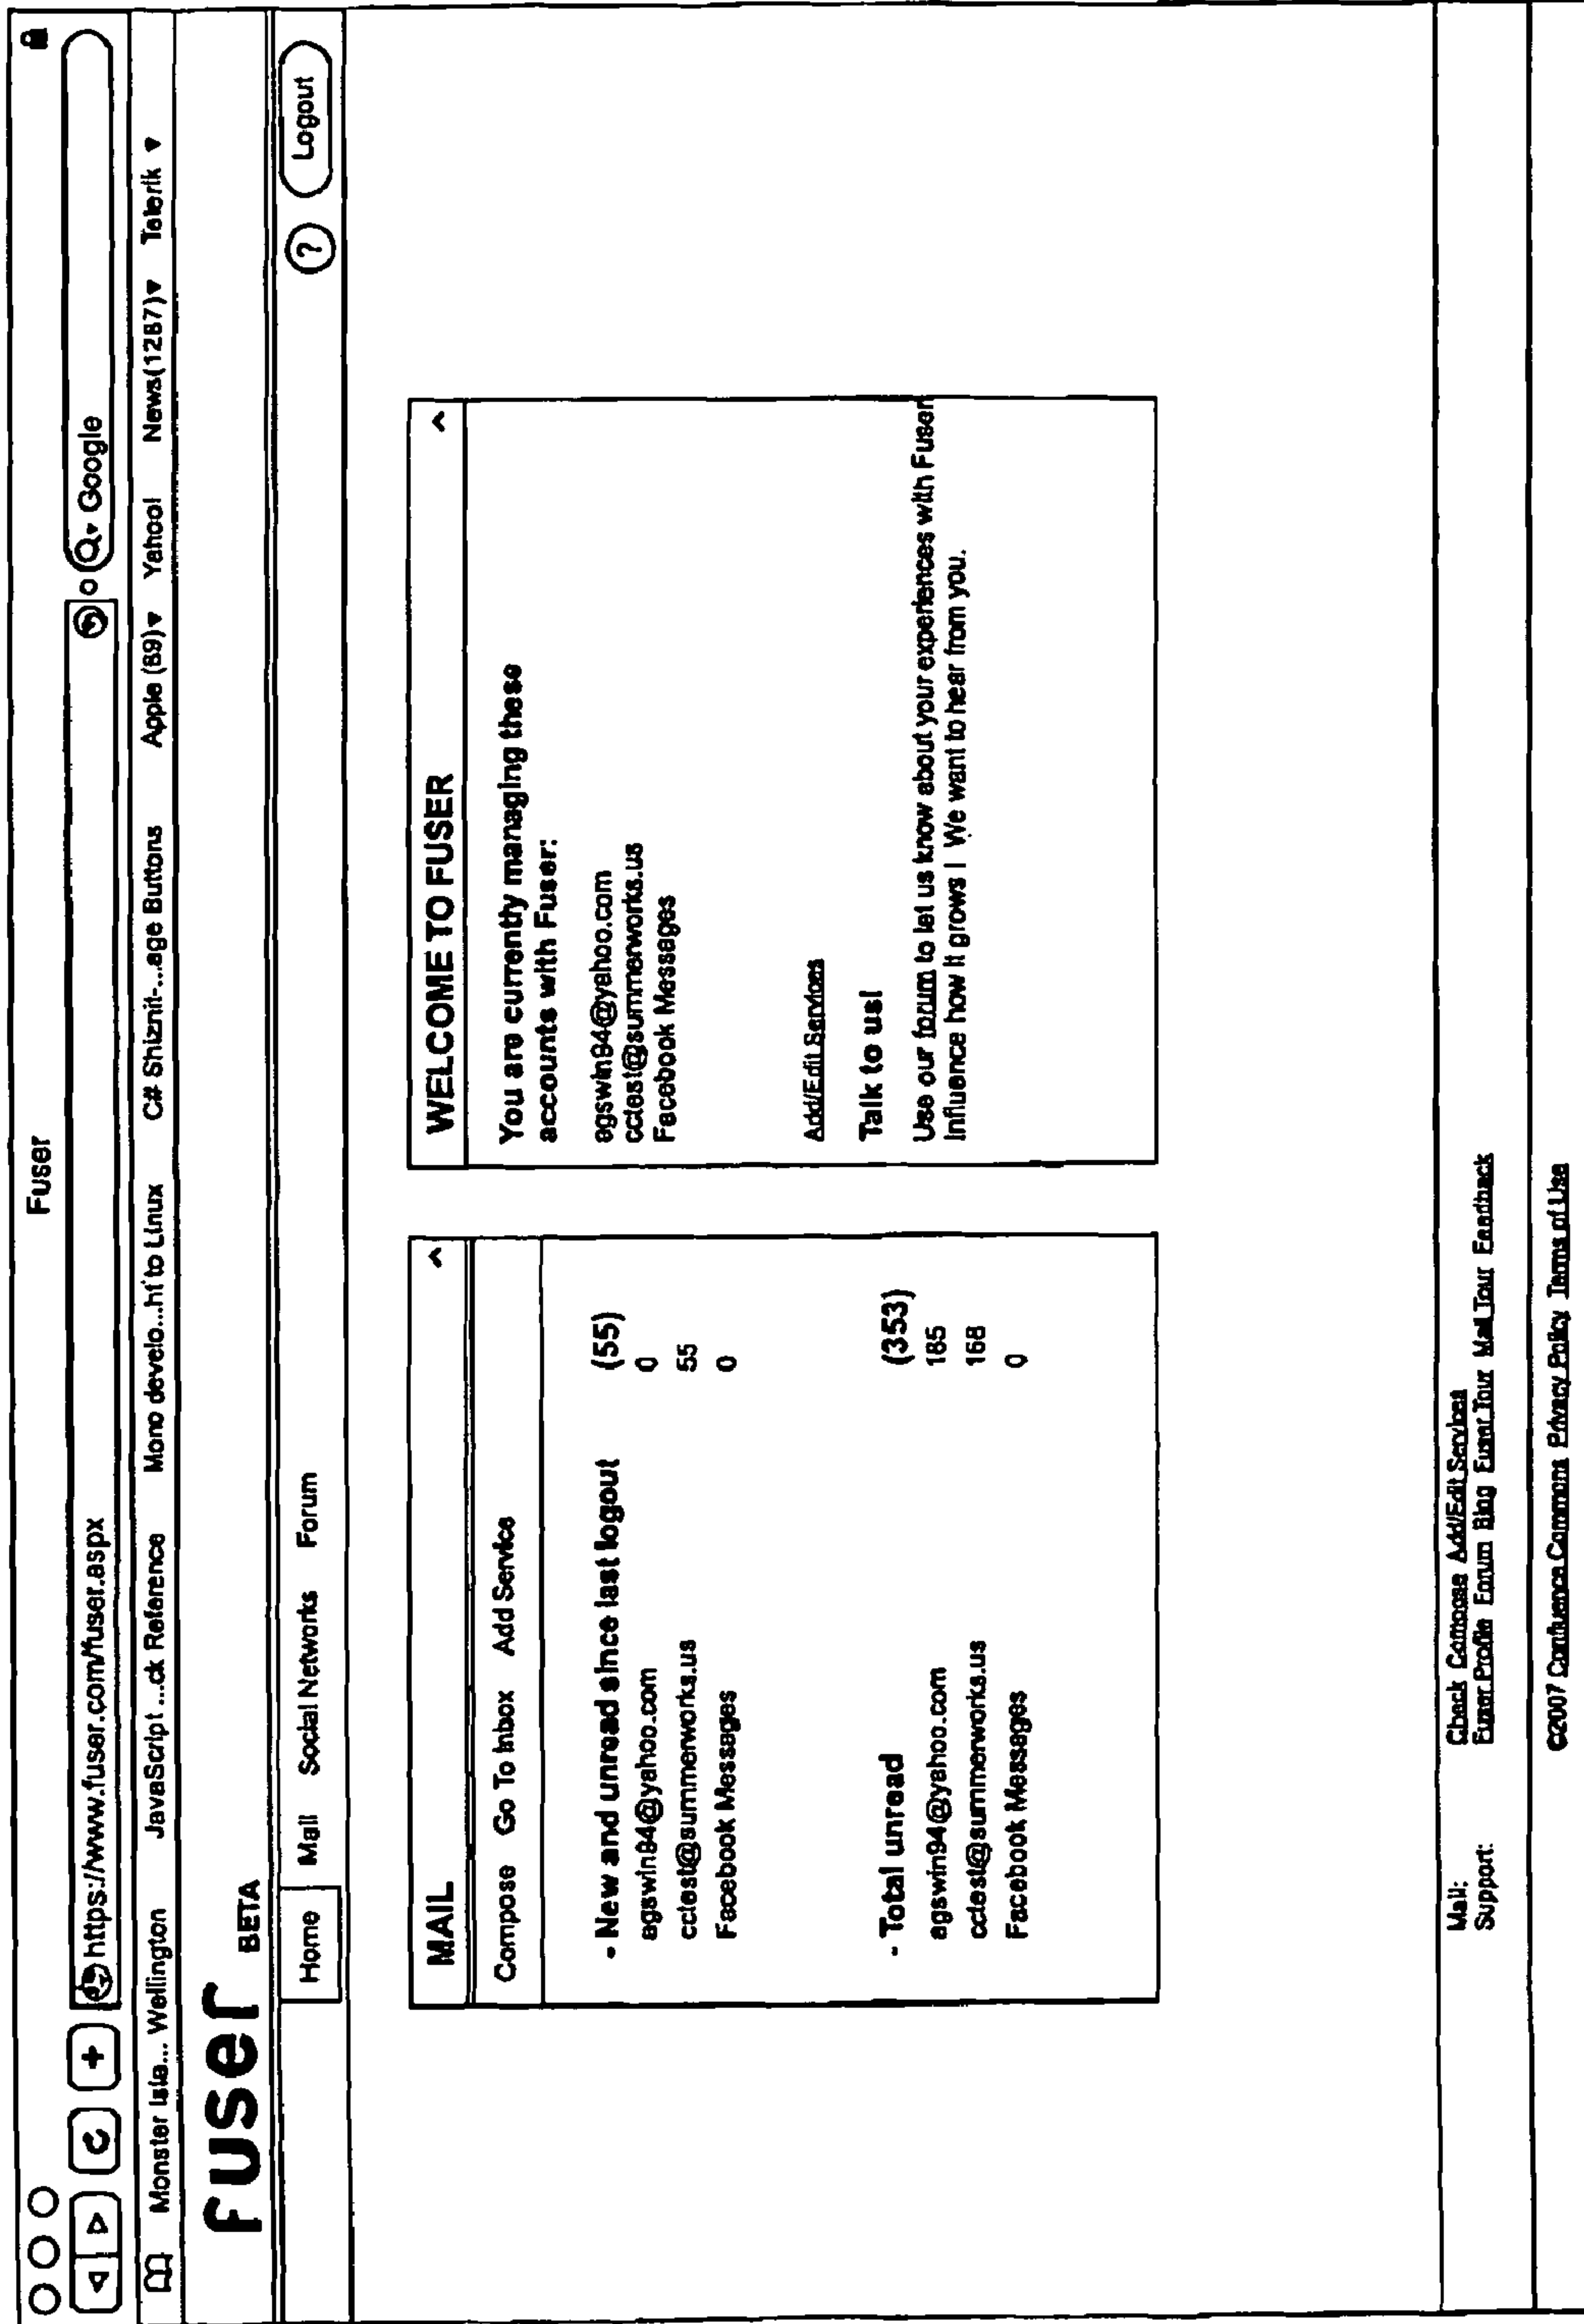 Fuser
https://www.fuser.com/fuser.aspx Google
Monster Isla... Wellington JavaScript ...ck Reference Mono develo...ht to Linux C# Shiznit-...age Buttons Apple (89) Yahoo! News(1287) Telerik
fuser BETA
Home Mail Social Networks Forum ? Logout
MAIL
Compose Go To Inbox Add Service
- New and unread since last logout (55)
agswin94@yahoo.com 0
cctest@summerworks.us 55
Facebook Messages 0
- Total unread (353)
agswin94@yahoo.com 185
cctest@summerworks.us 168
Facebook Messages 0
WELCOME TO FUSER
You are currently managing these
accounts with Fuser:
agswin94@yahoo.com
cctest@summerworks.us
Facebook Messages
Add/Edit Services
Talk to us!
Use our forum to let us know about your experiences with Fuser
Influence how it grows ! We want to hear from you.
Mail: Check Compose Add/Edit Services
Support: Fuser Profile Forum Blog Fuser Tour Mail Tour Feedback
©2007 Confluence Commons Privacy Policy Terms of Use